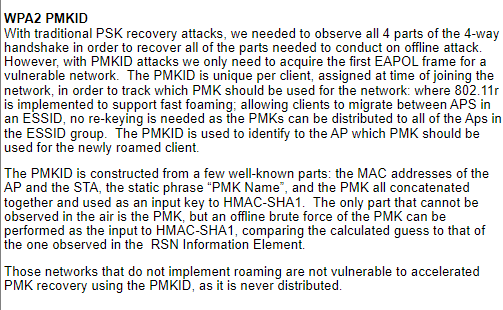 WPA2 PMKID
With traditional PSK recovery attacks, we needed to observe all 4 parts of the 4-way
handshake in order to recover all of the parts needed to conduct on offline attack.
However, with PMKID attacks we only need to acquire the first EAPOL frame for a
vulnerable network.  The PMKID is unique per client, assigned at time of joining the
network, in order to track which PMK should be used for the network: where 802.11r
is implemented to support fast foaming; allowing clients to migrate between APS in
an ESSID, no re-keying is needed as the PMKs can be distributed to all of the Aps in
the ESSID group.  The PMKID is used to identify to the AP which PMK should be
used for the newly roamed client.
The PMKID is constructed from a few well-known parts: the MAC addresses of the
AP and the STA, the static phrase “PMK Name”, and the PMK all concatenated
together and used as an input key to HMAC-SHA1.  The only part that cannot be
observed in the air is the PMK, but an offline brute force of the PMK can be
performed as the input to HMAC-SHA1, comparing the calculated guess to that of
the one observed in the  RSN Information Element.
Those networks that do not implement roaming are not vulnerable to accelerated
PMK recovery using the PMKID, as it is never distributed.